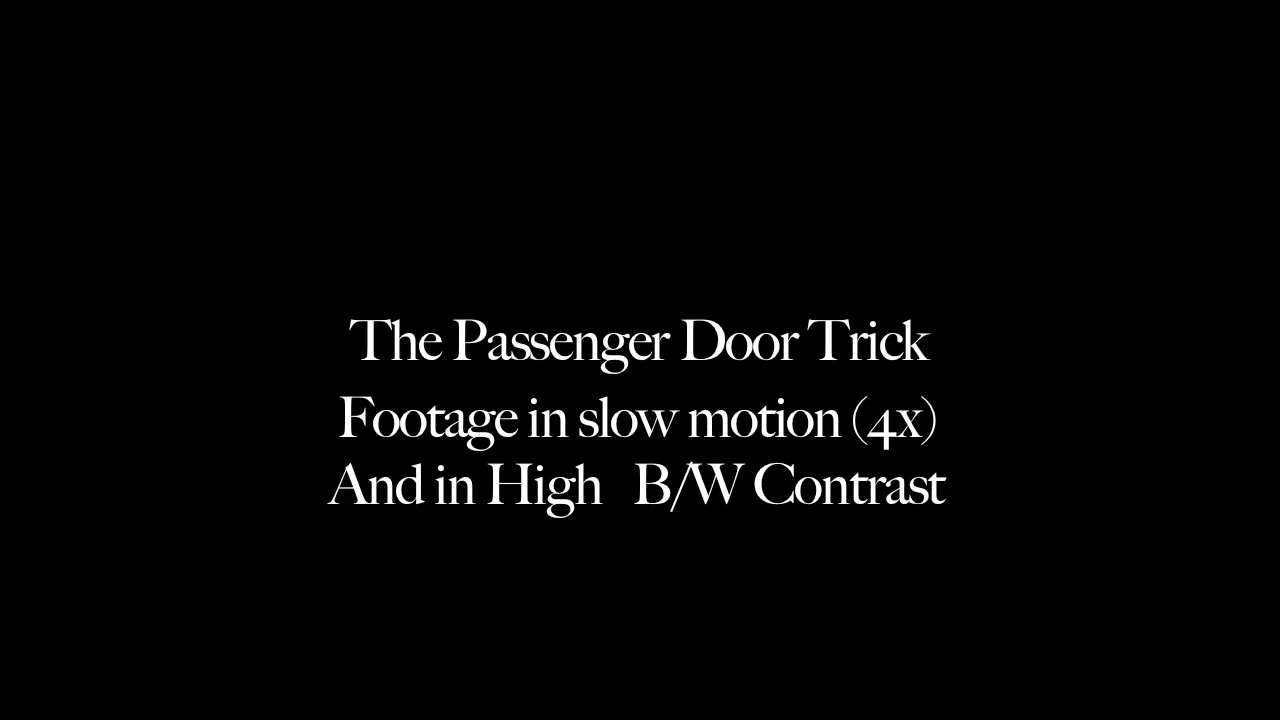 The Passenger Door Trick
Footage in slow motion (4x)
And in High B/W Contrast